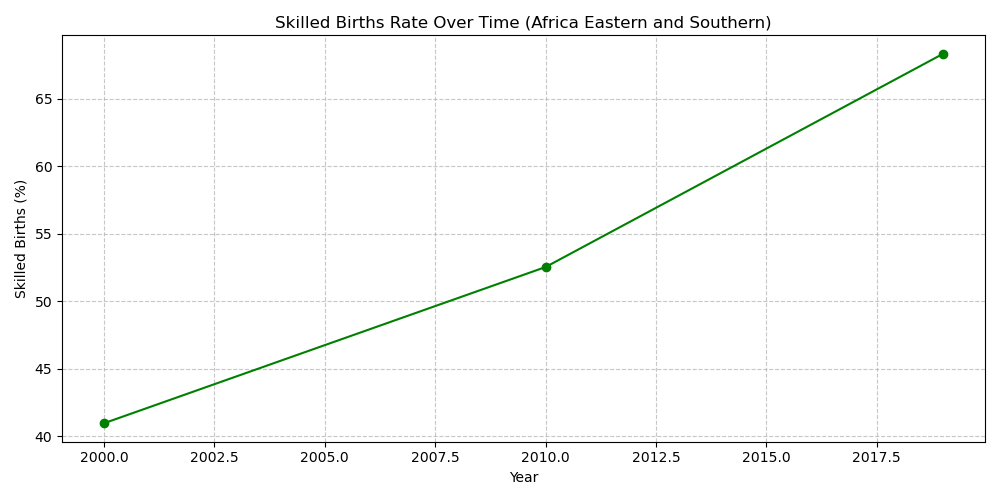 Skilled Births Rate Over Time (Africa Eastern and Southern)
Skilled Births (%)
65
60
55
50
45
40
2000.0 2002.5 2005.0 2007.5 2010.0 2012.5 2015.0 2017.5
Year